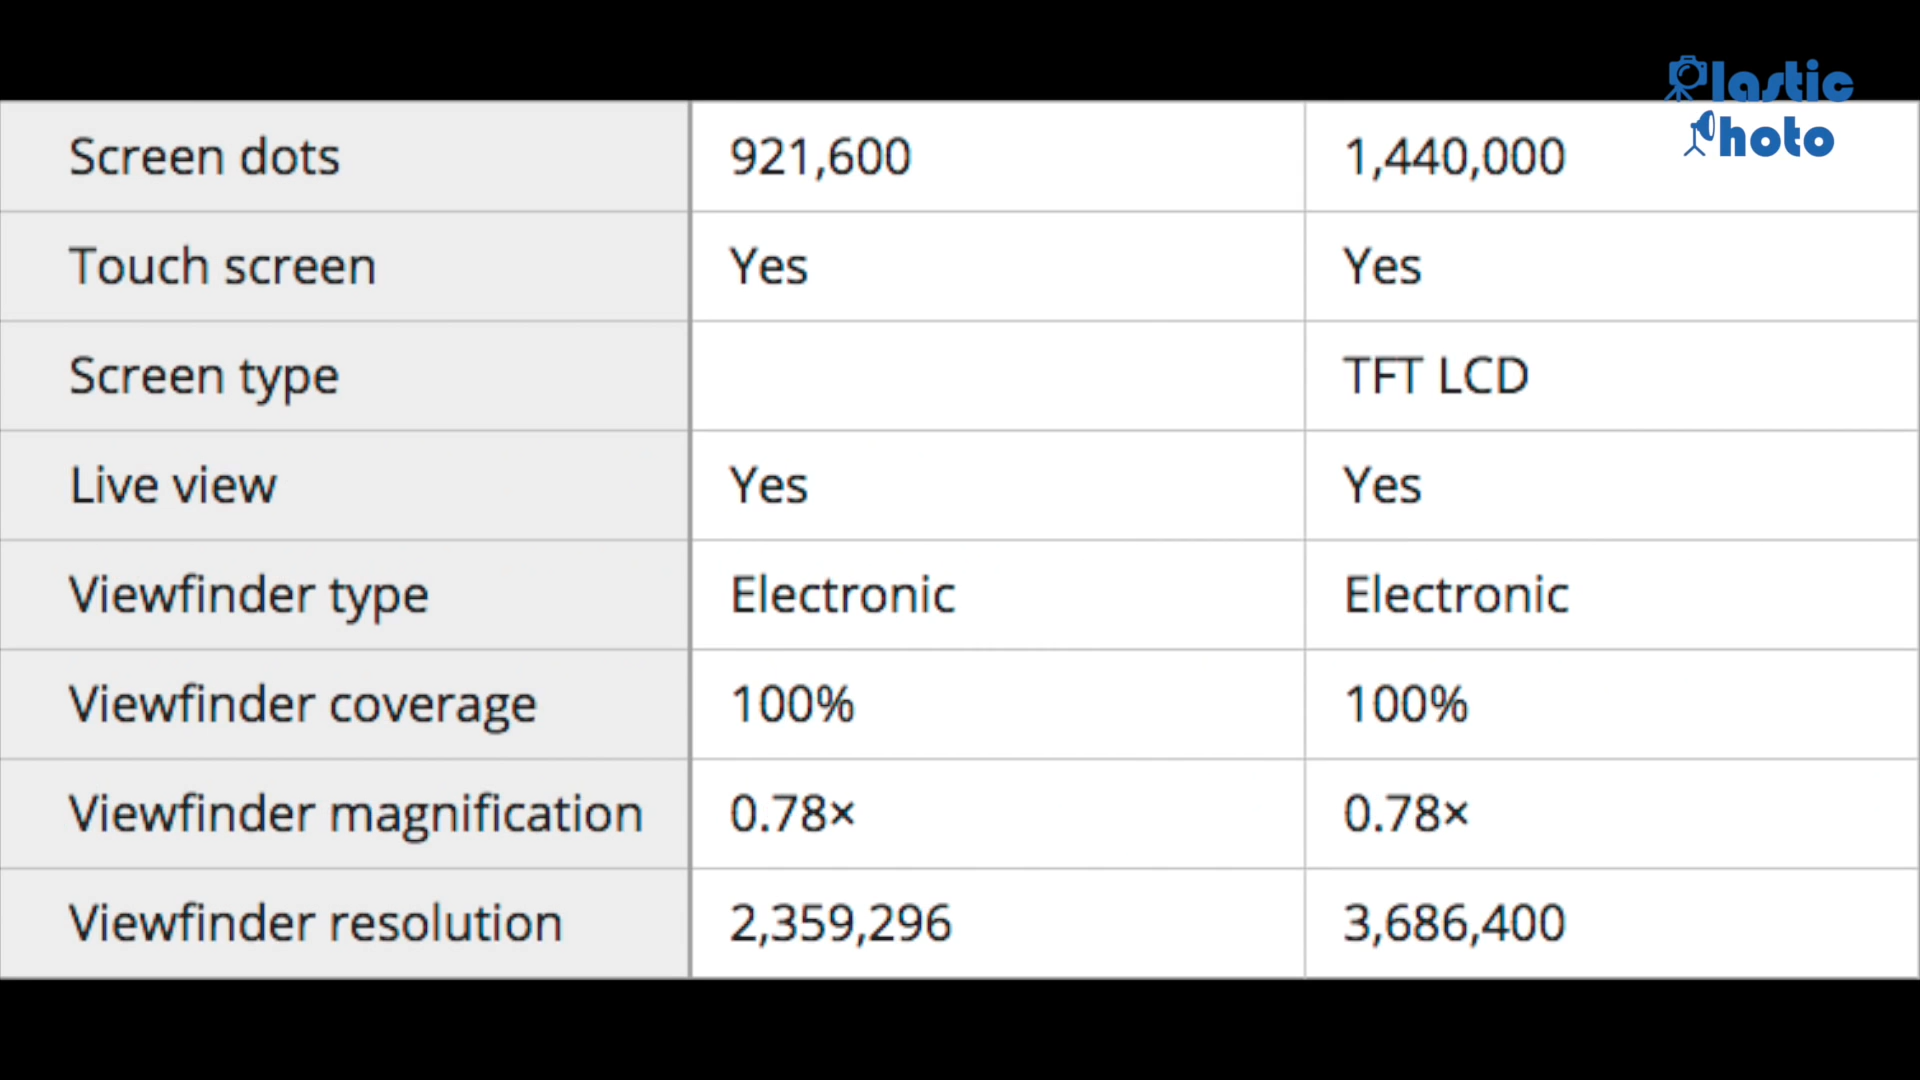 Plastic
Photo
Screen dots 921,600 1,440,000
Touch screen Yes Yes
Screen type TFT LCD
Live view Yes Yes
Viewfinder type Electronic Electronic
Viewfinder coverage 100% 100%
Viewfinder magnification 0.78× 0.78×
Viewfinder resolution 2,359,296 3,686,400